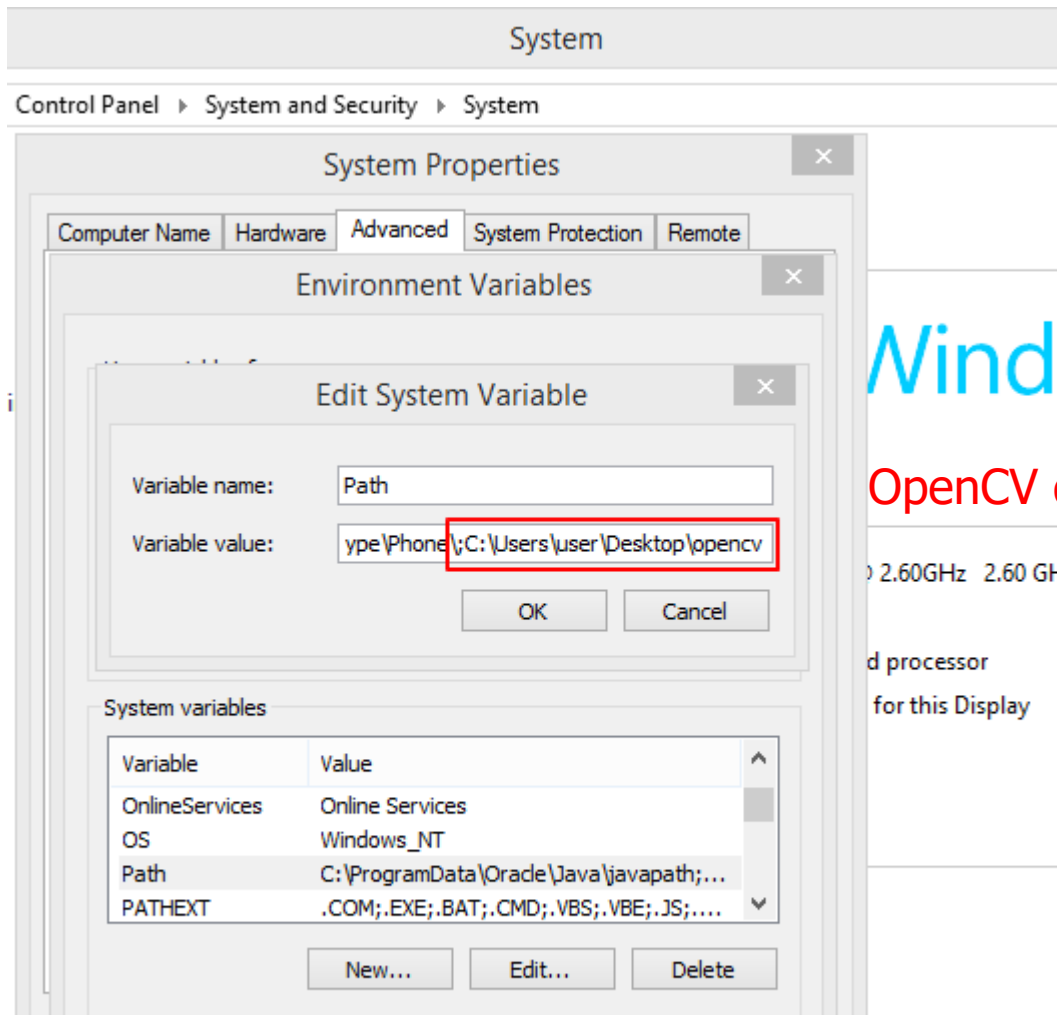 System
Control Panel ▸ System and Security ▸ System
System Properties
Computer Name Hardware Advanced System Protection Remote
Environment Variables
Edit System Variable
Variable name: Path
OpenCV
Variable value: ype\Phone\;C:\Users\user\Desktop\opencv
2.60GHz 2.60
OK Cancel
processor
for this Display
System variables
Variable Value
OnlineServices Online Services
OS Windows_NT
Path C:\ProgramData\Oracle\Java\javapath;...
PATHEXT .COM;.EXE;.BAT;.CMD;.VBS;.VBE;.JS;....
New... Edit... Delete